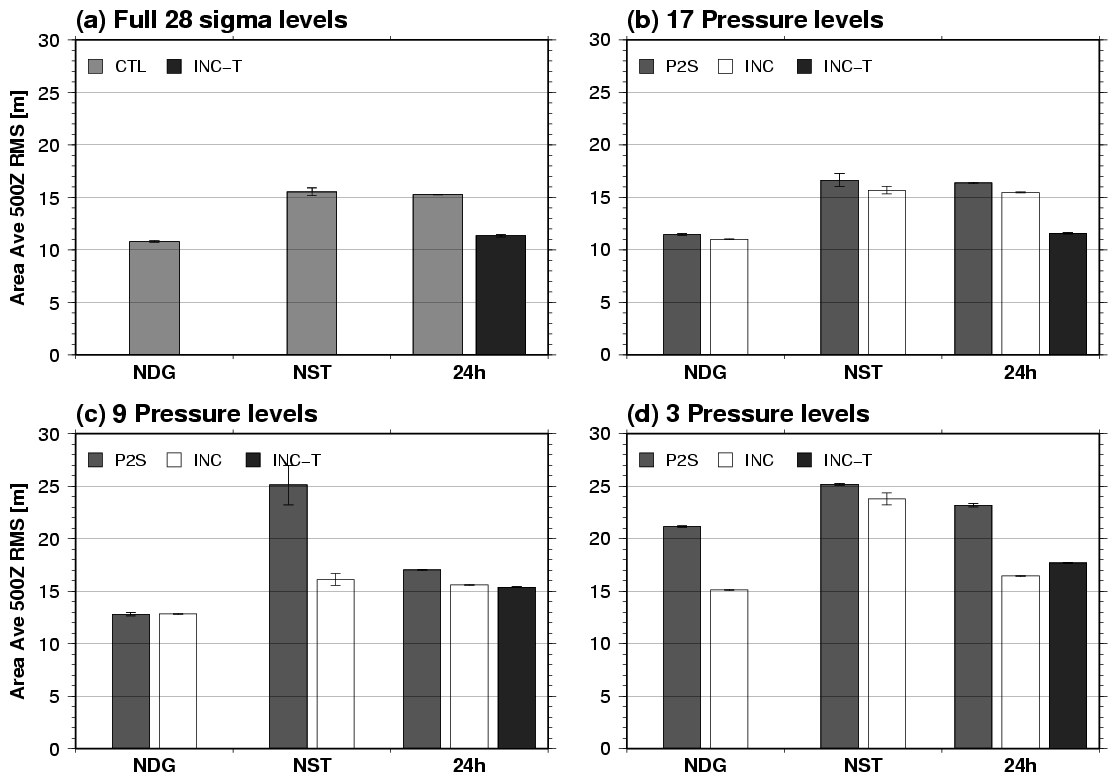 (a) Full 28 sigma levels
CTL INC-T
Area Ave 500Z RMS [m]
30
25
20
15
10
5
0
NDG NST 24h
(b) 17 Pressure levels
P2S INC INC-T
30
25
20
15
10
5
0
NDG NST 24h
(c) 9 Pressure levels
P2S INC INC-T
Area Ave 500Z RMS [m]
30
25
20
15
10
5
0
NDG NST 24h
(d) 3 Pressure levels
P2S INC INC-T
30
25
20
15
10
5
0
NDG NST 24h